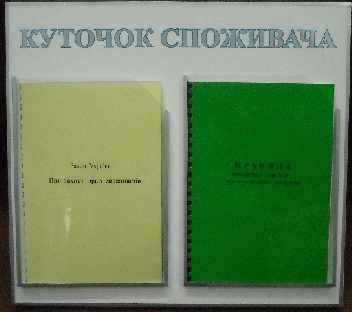 КУТОЧОК СПОЖИВАЧА
Закон України
Про захист прав споживачів
ПРАВИЛА